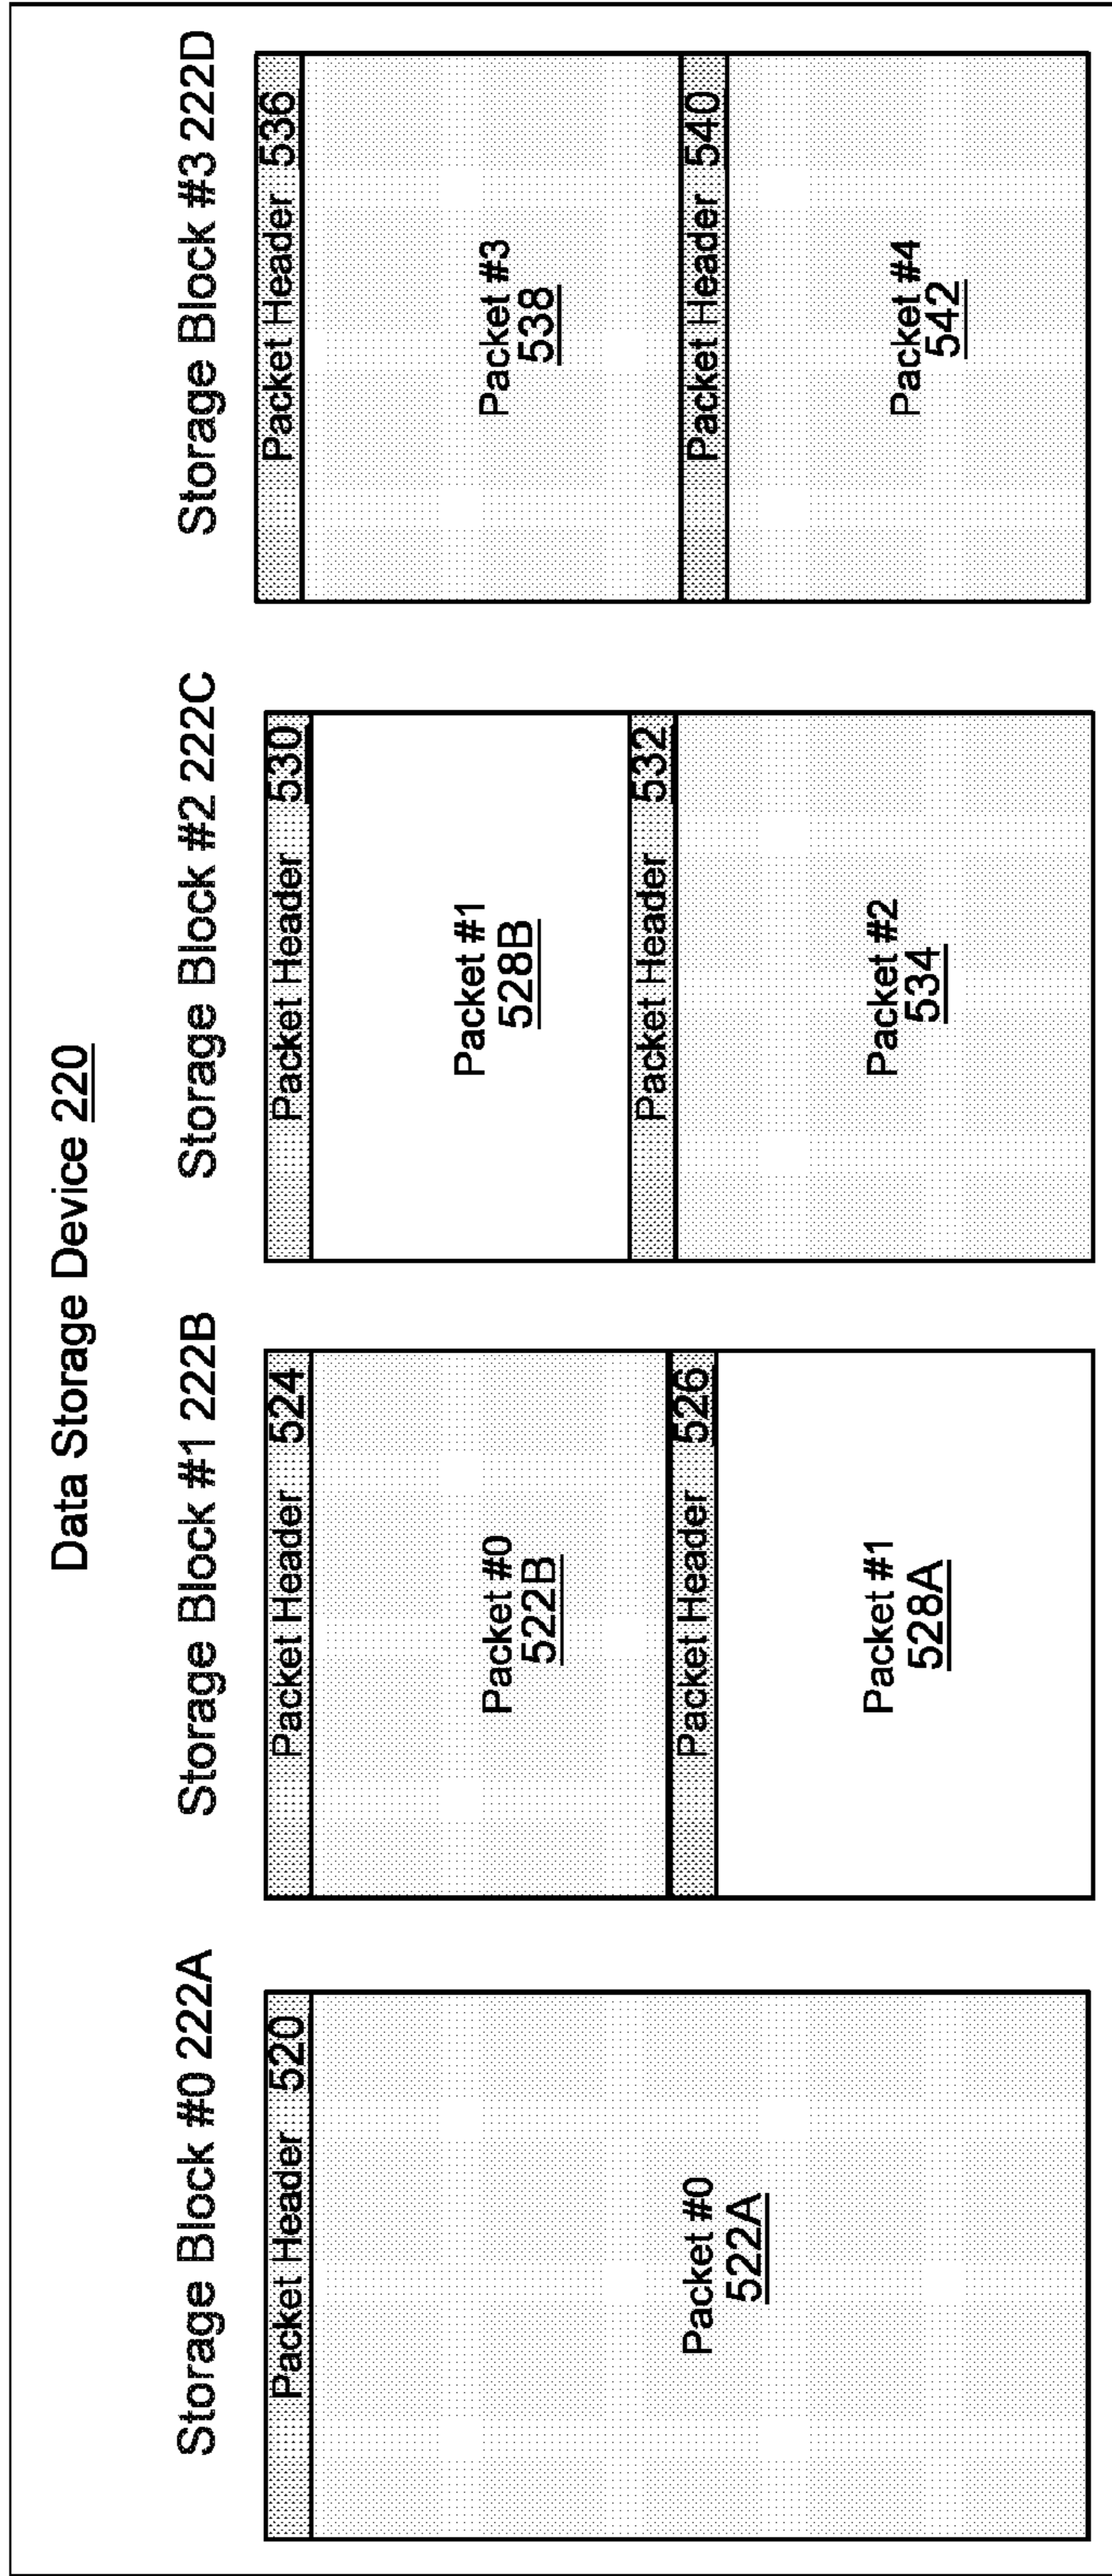 Data Storage Device 220
Storage Block #0 222A
Packet Header 520
Packet #0
522A
Storage Block #1 222B
Packet Header 524
Packet #0
522B
Packet Header 526
Packet #1
528A
Storage Block #2 222C
Packet Header 530
Packet #1
528B
Packet Header 532
Packet #2
534
Storage Block #3 222D
Packet Header 536
Packet #3
538
Packet Header 540
Packet #4
542